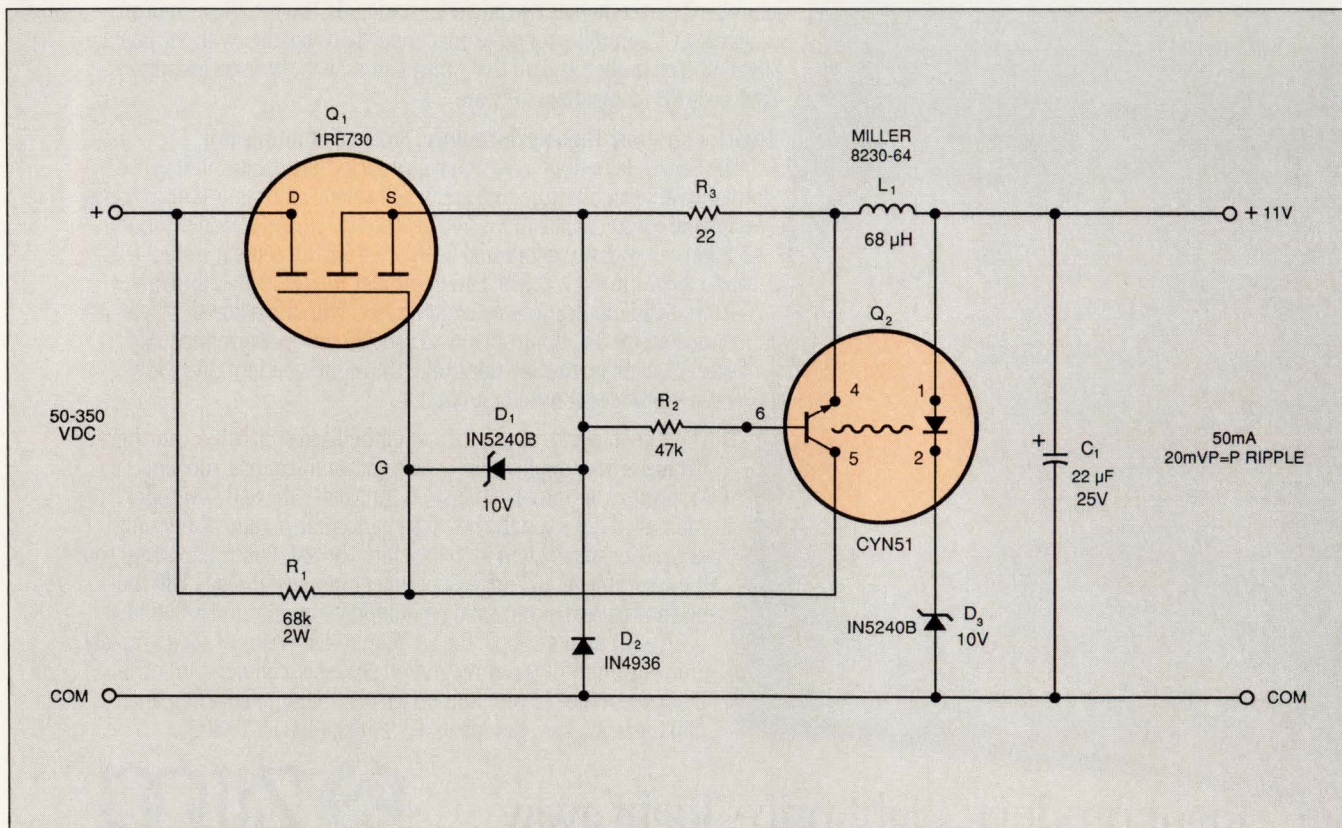 Q1
1RF730
D
S
+
R3
22
MILLER
8230-64
L1
68 µH
+ 11V
Q2
4
1
6
5
2
CYN51
50-350
VDC
D1
IN5240B
10V
G
R2
47k
+
C1
22 µF
25V
50mA
20mVP=P RIPPLE
R1
68k
2W
D2
IN4936
IN5240B
D3
10V
COM
COM